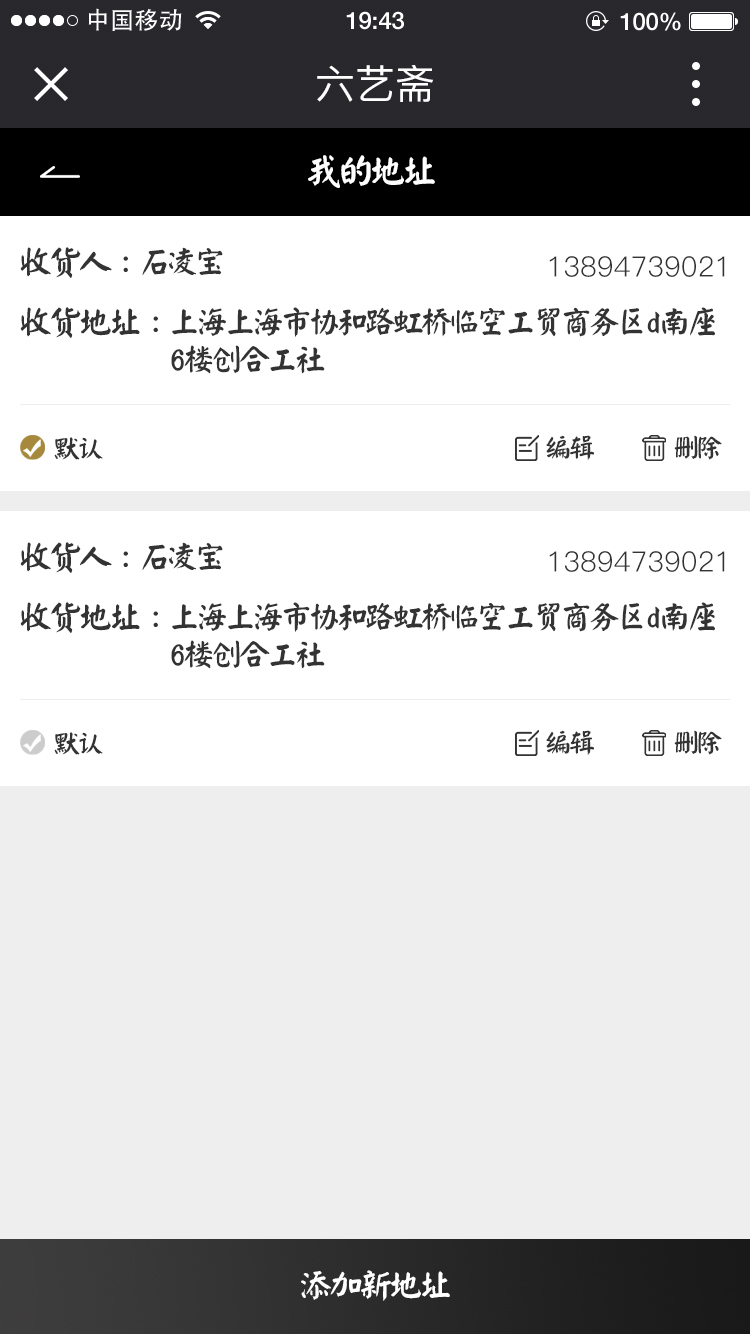 中国移动 19:43 100%
六艺斋
我的地址
收货人：石凌宝 13894739021
收货地址：上海上海市协和路虹桥临空工贸商务区d南座
6楼创合工社
默认 编辑 删除
收货人：石凌宝 13894739021
收货地址：上海上海市协和路虹桥临空工贸商务区d南座
6楼创合工社
默认 编辑 删除
添加新地址